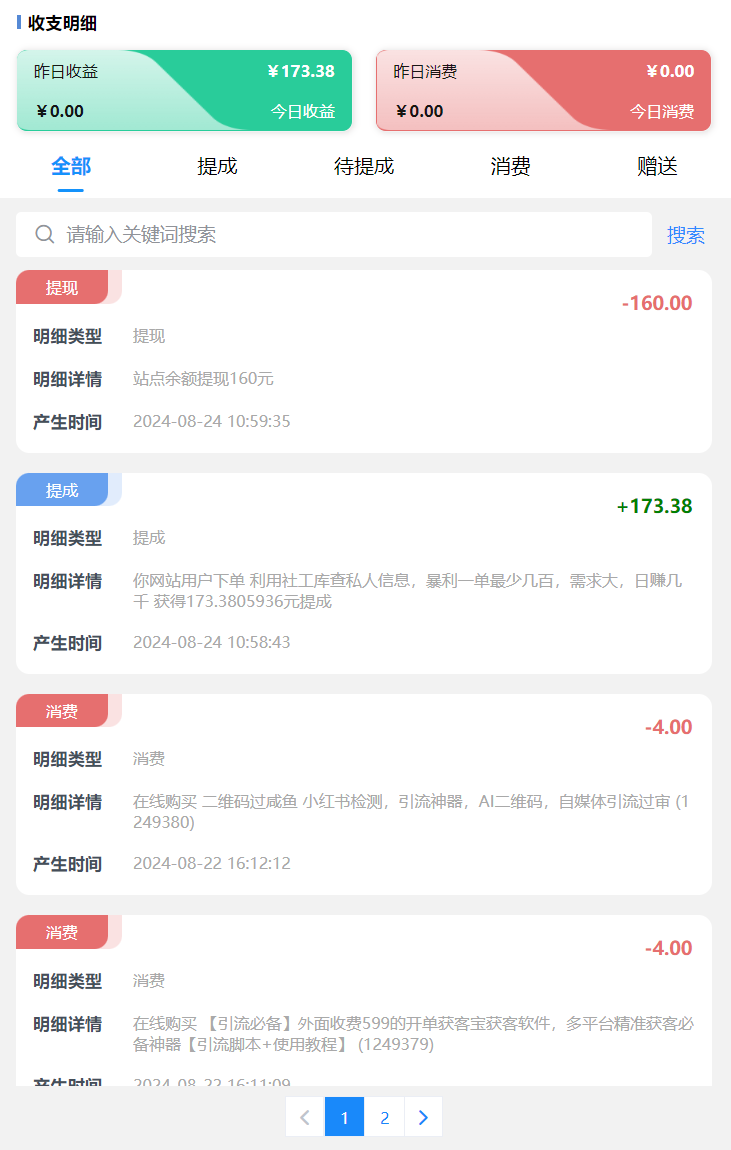 收支明细
昨日收益 ¥173.38
¥0.00 今日收益
昨日消费 ¥0.00
¥0.00 今日消费
全部 提成 待提成 消费 赠送
请输入关键词搜索 搜索
提现
-160.00
明细类型 提现
明细详情 站点余额提现160元
产生时间 2024-08-24 10:59:35
提成
+173.38
明细类型 提成
明细详情 你网站用户下单 利用社工库查私人信息，暴利一单最少几百，需求大，日赚几
千 获得173.3805936元提成
产生时间 2024-08-24 10:58:43
消费
-4.00
明细类型 消费
明细详情 在线购买 二维码过咸鱼 小红书检测，引流神器，AI二维码，自媒体引流过审 (1
249380)
产生时间 2024-08-22 16:12:12
消费
-4.00
明细类型 消费
明细详情 在线购买 【引流必备】外面收费599的开单获客宝获客软件，多平台精准获客必
备神器【引流脚本+使用教程】 (1249379)
产生时间 2024-08-22 16:11:09
1 2